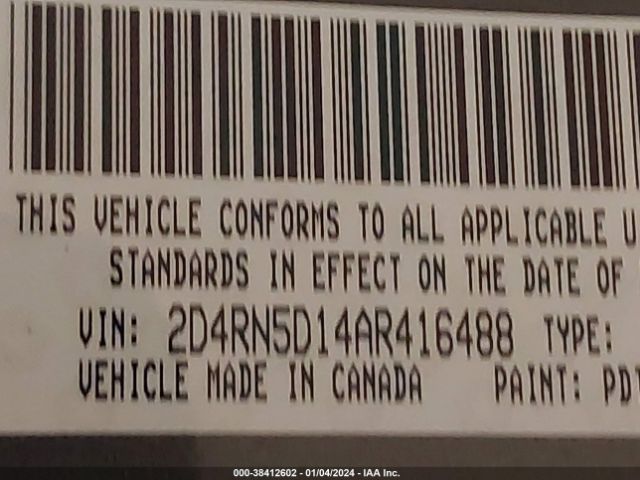 THIS VEHICLE CONFORMS TO ALL APPLICABLE U
STANDARDS IN EFFECT ON THE DATE OF
VIN: 2D4RN5D14AR416488 TYPE:
VEHICLE MADE IN CANADA PAINT: PDT
000-38412602 - 01/04/2024 - IAA Inc.